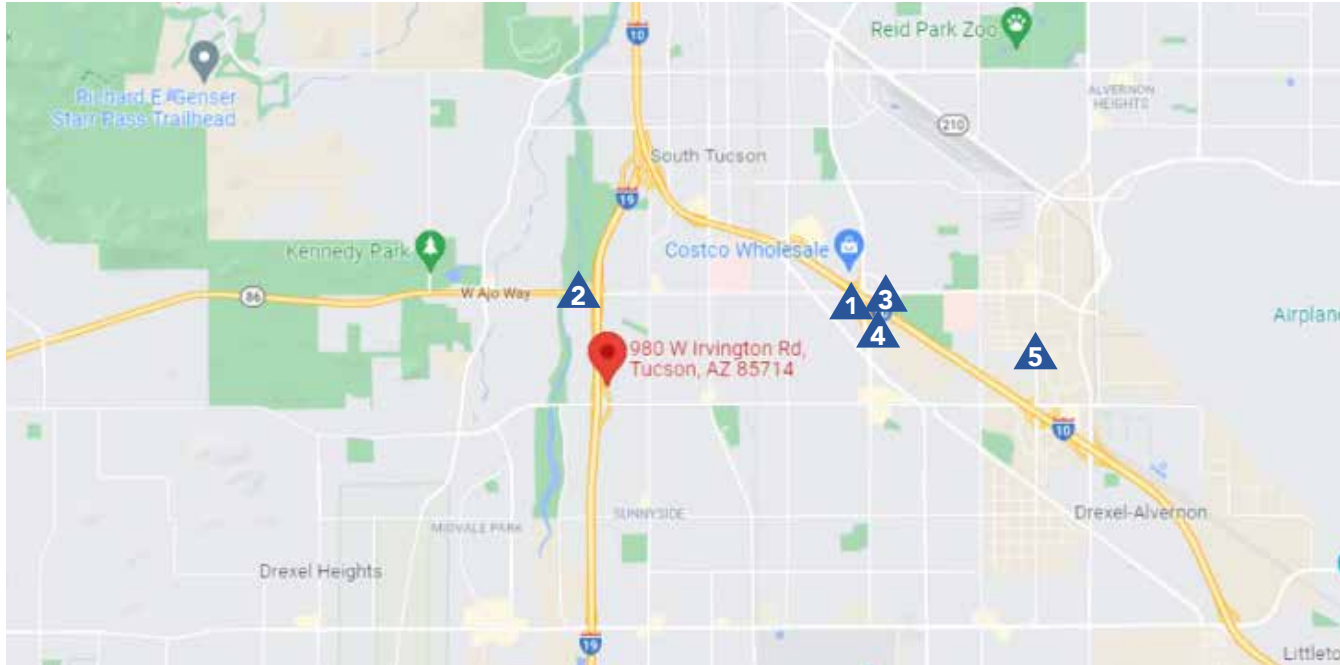 10
Reid Park Zoo
Richard E Genser
Starr Pass Trailhead
ALVERNON
HEIGHTS
210
South Tucson
19
Kennedy Park
Costco Wholesale
86
W Ajo Way
2
1
3
4
Airplan
980 W Irvington Rd,
Tucson, AZ 85714
5
10
MIDVALE PARK
SUNNYSIDE
Drexel-Alvernon
Drexel Heights
19
Littleto